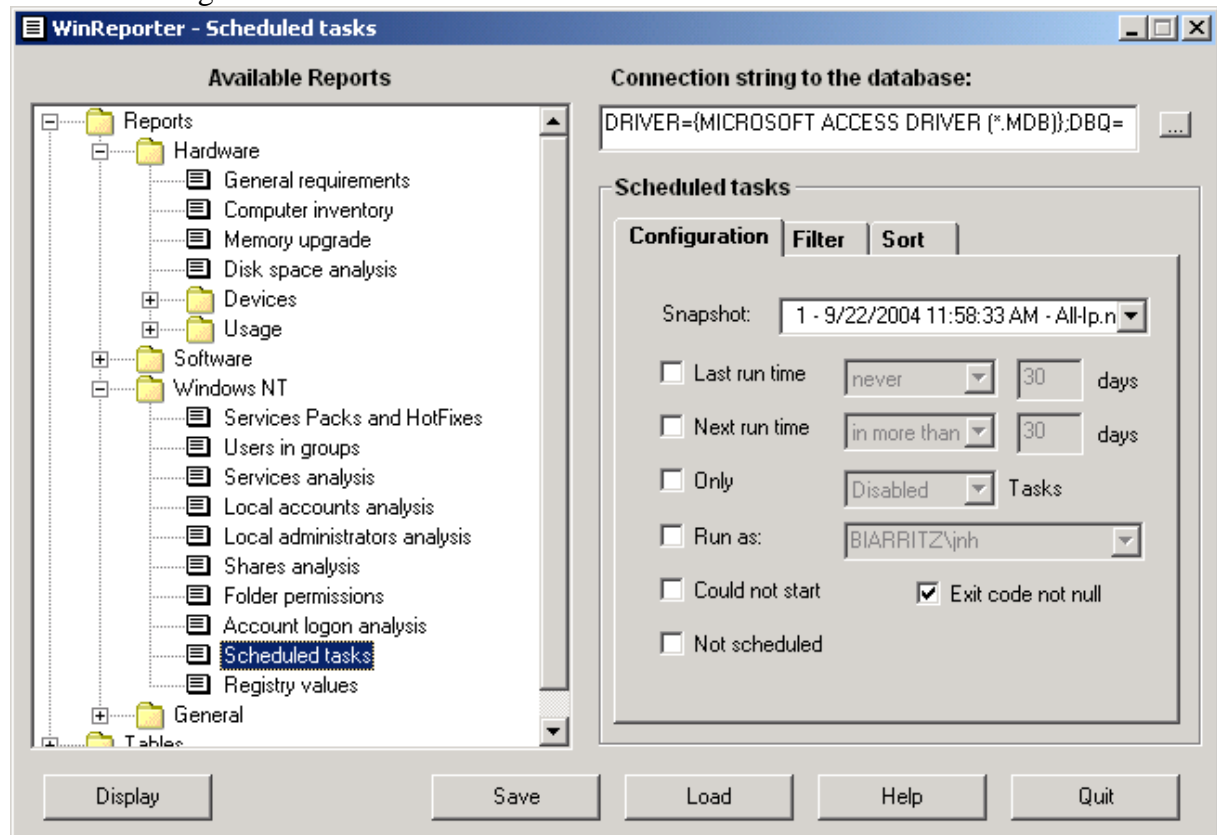 WinReporter - Scheduled tasks
Available Reports
Reports
Hardware
General requirements
Computer inventory
Memory upgrade
Disk space analysis
Devices
Usage
Software
Windows NT
Services Packs and HotFixes
Users in groups
Services analysis
Local accounts analysis
Local administrators analysis
Shares analysis
Folder permissions
Account logon analysis
Scheduled tasks
Registry values
General
Tables
Connection string to the database:
DRIVER={MICROSOFT ACCESS DRIVER (*.MDB)};DBQ= ...
Scheduled tasks
Configuration Filter Sort
Snapshot: 1 - 9/22/2004 11:58:33 AM - All-Ip.n
Last run time never 30 days
Next run time in more than 30 days
Only Disabled Tasks
Run as: BIARRITZ\jnh
Could not start Exit code not null
Not scheduled
Display Save Load Help Quit